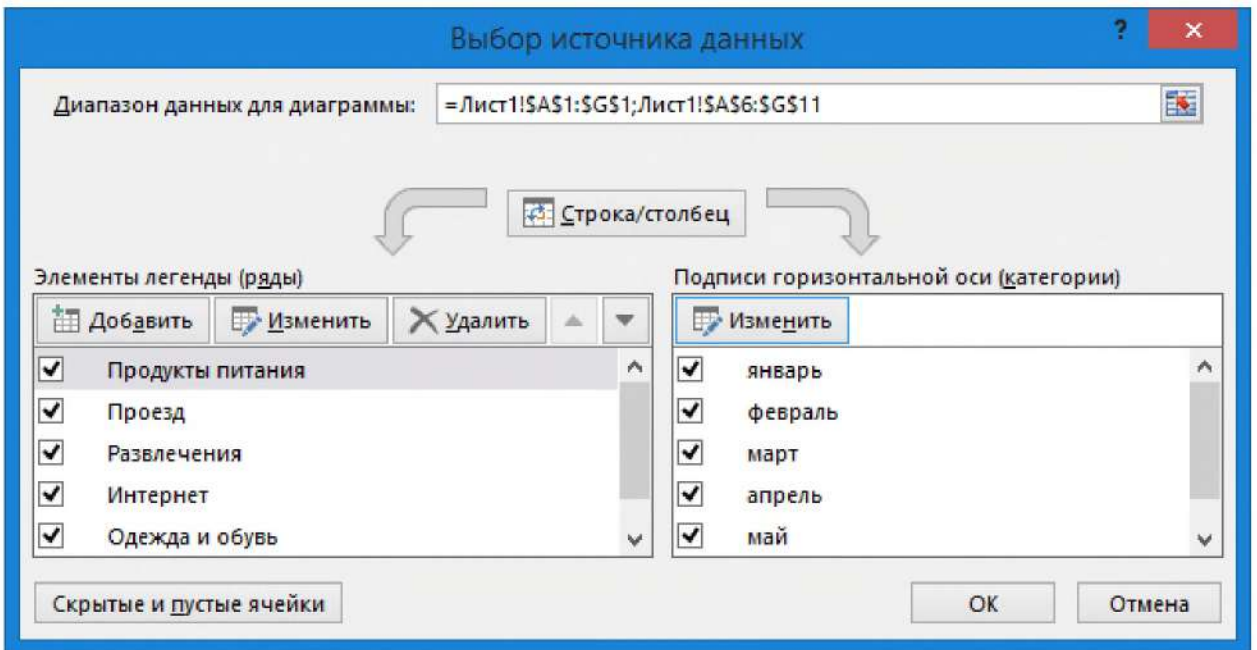 Выбор источника данных
?
Диапазон данных для диаграммы: =Лист1!$A$1:$G$1;Лист1!$A$6:$G$11
Строка/столбец
Элементы легенды (ряды)
Добавить Изменить Удалить
Продукты питания
Проезд
Развлечения
Интернет
Одежда и обувь
Подписи горизонтальной оси (категории)
Изменить
январь
февраль
март
апрель
май
Скрытые и пустые ячейки
ОК Отмена